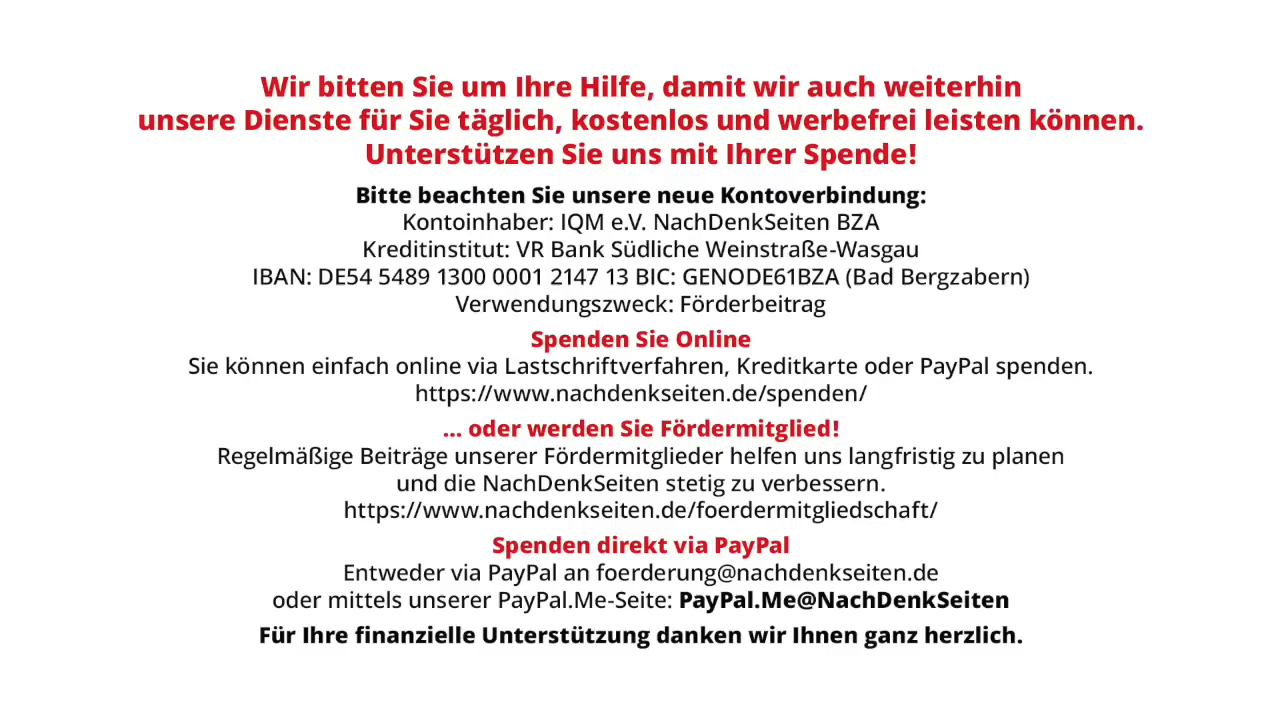 Wir bitten Sie um Ihre Hilfe, damit wir auch weiterhin
unsere Dienste für Sie täglich, kostenlos und werbefrei leisten können.
Unterstützen Sie uns mit Ihrer Spende!
Bitte beachten Sie unsere neue Kontoverbindung:
Kontoinhaber: IQM e.V. NachDenkSeiten BZA
Kreditinstitut: VR Bank Südliche Weinstraße-Wasgau
IBAN: DE54 5489 1300 0001 2147 13 BIC: GENODE61BZA (Bad Bergzabern)
Verwendungszweck: Förderbeitrag
Spenden Sie Online
Sie können einfach online via Lastschriftverfahren, Kreditkarte oder PayPal spenden.
https://www.nachdenkseiten.de/spenden/
... oder werden Sie Fördermitglied!
Regelmäßige Beiträge unserer Fördermitglieder helfen uns langfristig zu planen
und die NachDenkSeiten stetig zu verbessern.
https://www.nachdenkseiten.de/foerdermitgliedschaft/
Spenden direkt via PayPal
Entweder via PayPal an foerderung@nachdenkseiten.de
oder mittels unserer PayPal.Me-Seite: PayPal.Me@NachDenkSeiten
Für Ihre finanzielle Unterstützung danken wir Ihnen ganz herzlich.